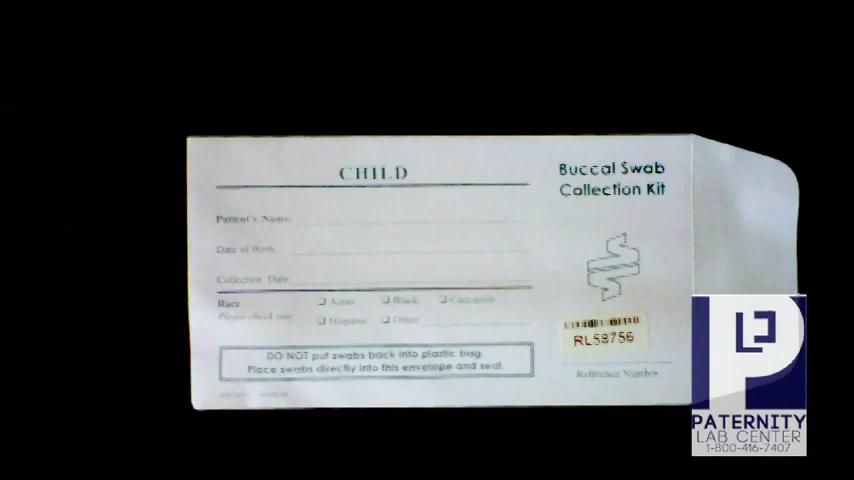 CHILD
Buccal Swab
Collection Kit
Patient's Name:
Date of Birth
Collection Date
Race
Please check one
Asian
Black
Caucasian
Hispanic
Other
DO NOT put swabs back into plastic bag.
Place swabs directly into this envelope and seal.
RL59756
Reference Number
PATERNITY
LAB CENTER
1-800-416-7407